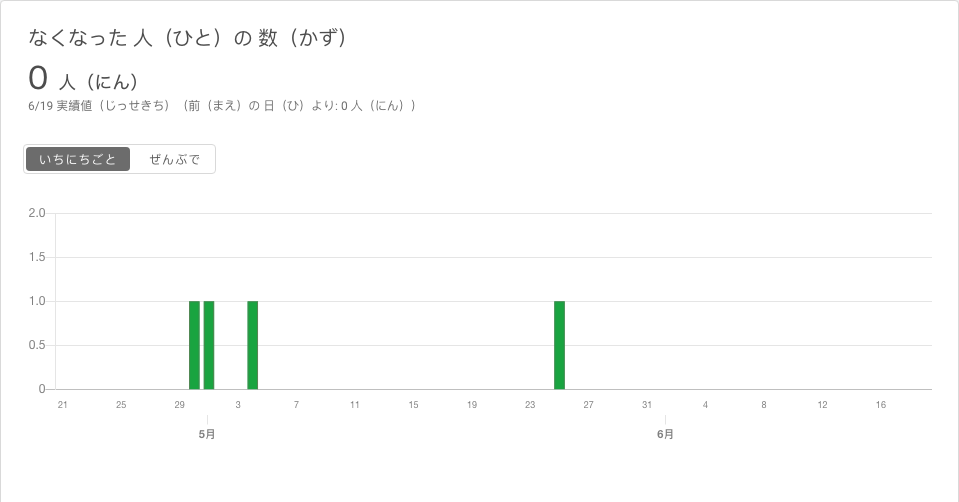 なくなった 人（ひと）の 数（かず）
0 人（にん）
6/19 実績値（じっせきち）（前（まえ）の 日（ひ）より: 0 人（にん））
いちにちごと ぜんぶで
2.0
1.5
1.0
0.5
0
21 25 29 3 7 11 15 19 23 27 31 4 8 12 16
5月 6月